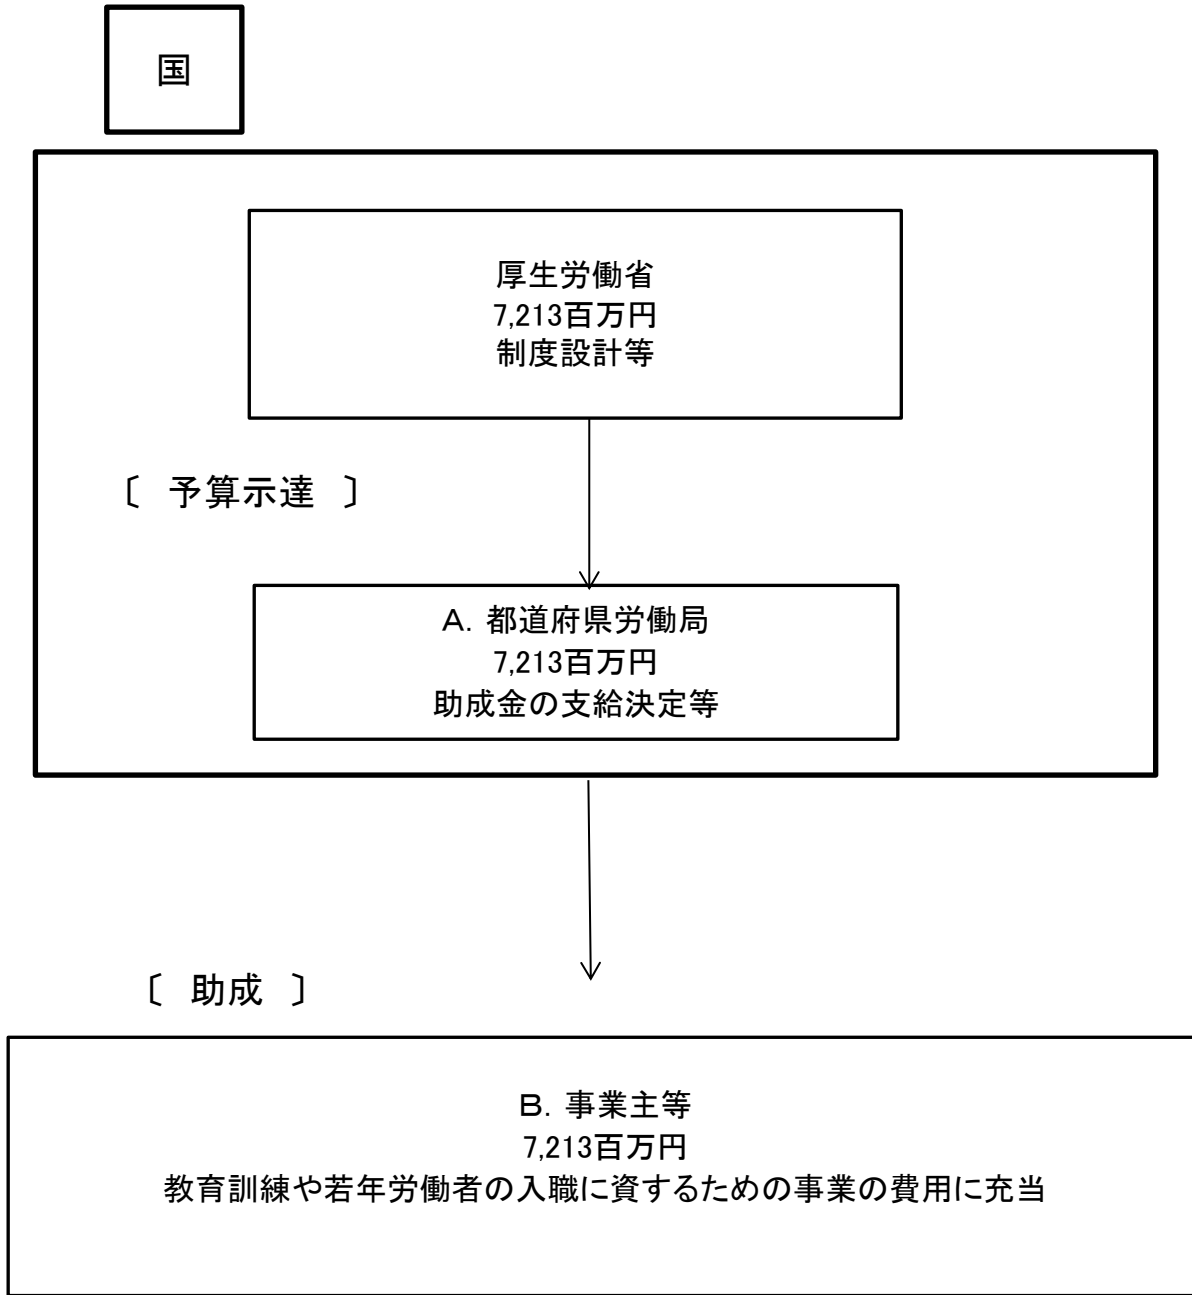 国
厚生労働省
7,213百万円
制度設計等
〔　予算示達　〕
A．都道府県労働局
7,213百万円
助成金の支給決定等
〔　助成　〕
B．事業主等
7,213百万円
教育訓練や若年労働者の入職に資するための事業の費用に充当